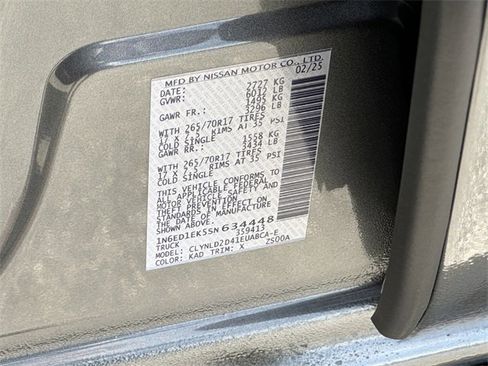 MFD BY NISSAN MOTOR CO., LTD.
DATE: 02/25
GVWR: 2727 KG
6012 LB
GAWR FR.: 1495 KG
3296 LB
WITH 265/70R17 TIRES
17 X 7.5 RIMS AT 35 PSI
COLD SINGLE
GAWR RR.: 1558 KG
3434 LB
WITH 265/70R17 TIRES
17 X 7.5 RIMS AT 35 PSI
COLD SINGLE
THIS VEHICLE CONFORMS TO
ALL APPLICABLE FEDERAL
MOTOR VEHICLE SAFETY AND
THEFT PREVENTION
STANDARDS IN EFFECT ON
THE DATE OF MANUFACTURE
SHOWN ABOVE.
1N6ED1EK5SN634448
TRUCK 359413
MODEL: CLYNLD2D41EUA8CA-E
COLOR: KAD TRIM: X ZS00A